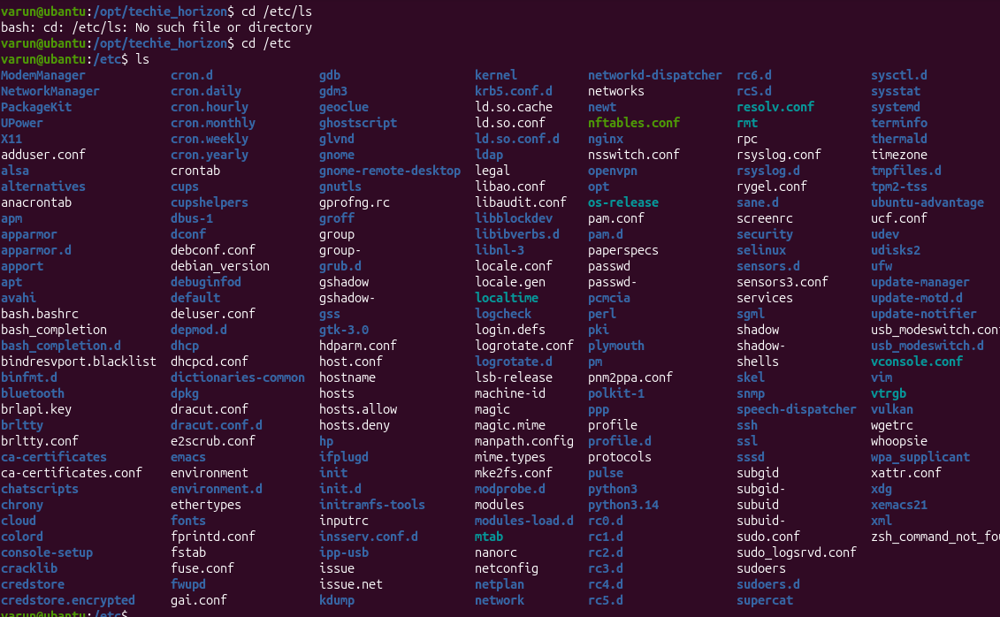 varun@ubantu:/opt/techie_horizon$ cd /etc/ls
bash: cd: /etc/ls: No such file or directory
varun@ubantu:/opt/techie_horizon$ cd /etc
varun@ubantu:/etc$ ls
ModemManager cron.d gdb kernel networkd-dispatcher rc6.d sysctl.d
NetworkManager cron.daily gdm3 krb5.conf.d networks rcS.d sysstat
PackageKit cron.hourly geoclue ld.so.cache newt resolv.conf systemd
UPower cron.monthly ghostscript ld.so.conf nftables.conf rmt terminfo
X11 cron.weekly glvnd ld.so.conf.d nginx rpc thermald
adduser.conf cron.yearly gnome ldap nsswitch.conf rsyslog.conf timezone
alsa crontab gnome-remote-desktop legal openvpn rsyslog.d tmpfiles.d
alternatives cups gnutls libao.conf opt rygel.conf tpm2-tss
anacrontab cupshelpers gprofng.rc libaudit.conf os-release sane.d ubuntu-advantage
apm dbus-1 groff libblockdev pam.conf screenrc ucf.conf
apparmor dconf group libibverbs.d pam.d security udev
apparmor.d debconf.conf group- libnl-3 paperspecs selinux udisks2
apport debian_version grub.d locale.conf passwd sensors.d ufw
apt debuginfod gshadow locale.gen passwd- sensors3.conf update-manager
avahi default gshadow- localtime pcmcia services update-motd.d
bash.bashrc deluser.conf gss logcheck perl sgml update-notifier
bash_completion depmod.d gtk-3.0 login.defs pki shadow usb_modeswitch.conf
bash_completion.d dhcp hdparm.conf logrotate.conf plymouth shadow- usb_modeswitch.d
bindresvport.blacklist dhcpcd.conf host.conf logrotate.d pm shells vconsole.conf
binfmt.d dictionaries-common hostname lsb-release pnm2ppa.conf skel vim
bluetooth dpkg hosts machine-id polkit-1 snmp vtrgb
brlapi.key dracut.conf hosts.allow magic ppp speech-dispatcher vulkan
brltty dracut.conf.d hosts.deny magic.mime profile ssh wgetrc
brltty.conf e2scrub.conf hp manpath.config profile.d ssl whoopsie
ca-certificates emacs ifplugd mime.types protocols sssd wpa_supplicant
ca-certificates.conf environment init mke2fs.conf pulse subgid xattr.conf
chatscripts environment.d init.d modprobe.d python3 subgid- xdg
chrony ethertypes initramfs-tools modules python3.14 subuid xemacs21
cloud fonts inputrc modules-load.d rc0.d subuid- xml
colord fprintd.conf insserv.conf.d mtab rc1.d sudo.conf zsh_command_not_fou
console-setup fstab ipp-usb nanorc rc2.d sudo_logsrvd.conf
cracklib fuse.conf issue netconfig rc3.d sudoers
credstore fwupd issue.net netplan rc4.d sudoers.d
credstore.encrypted gai.conf kdump network rc5.d supercat
varun@ubantu:/etc$